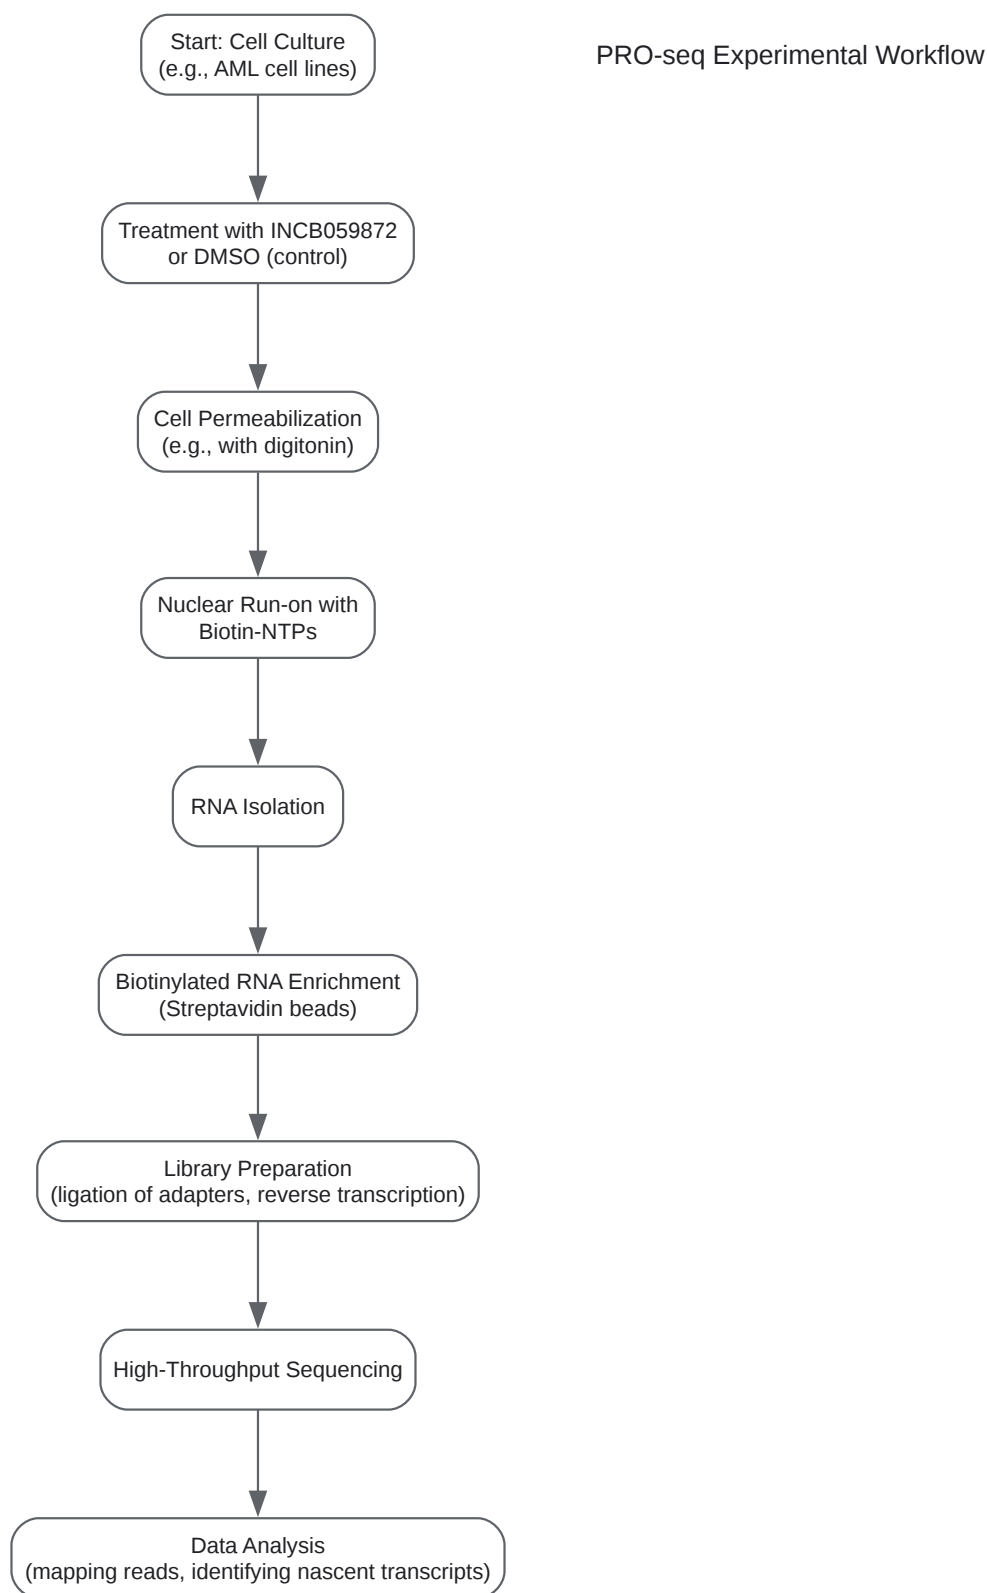 Start: Cell Culture
(e.g., AML cell lines)
PRO-seq Experimental Workflow
Treatment with INCB059872
or DMSO (control)
Cell Permeabilization
(e.g., with digitonin)
Nuclear Run-on with
Biotin-NTPs
RNA Isolation
Biotinylated RNA Enrichment
(Streptavidin beads)
Library Preparation
(ligation of adapters, reverse transcription)
High-Throughput Sequencing
Data Analysis
(mapping reads, identifying nascent transcripts)